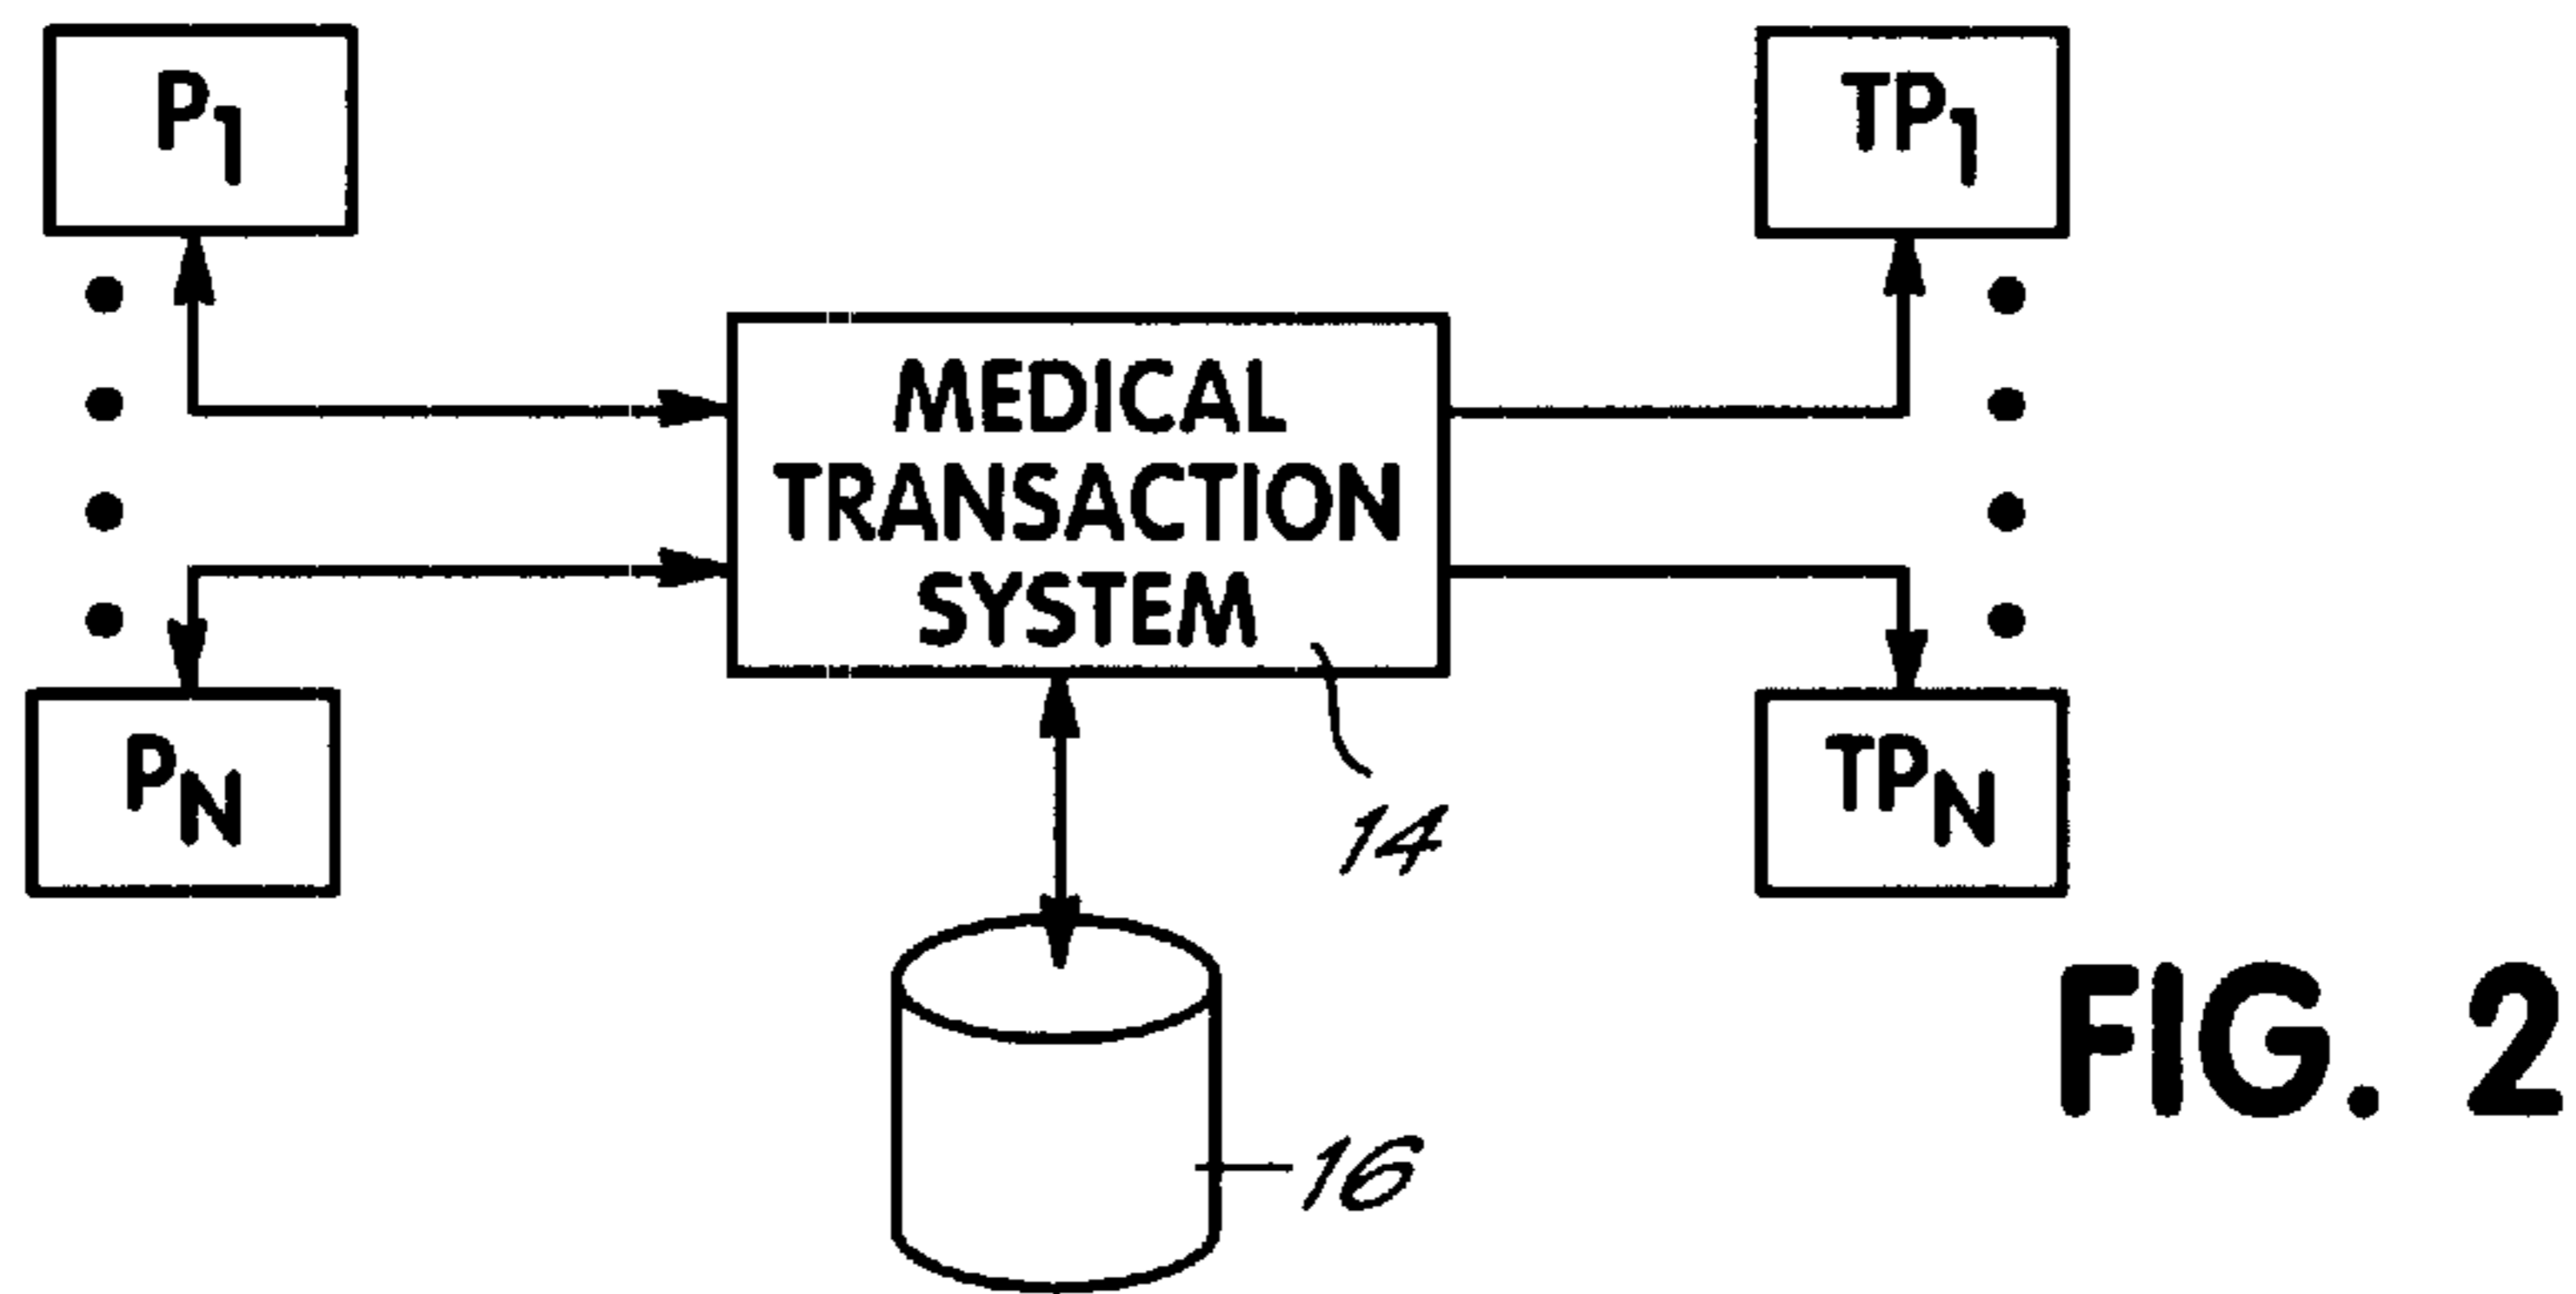 P1
TP1
MEDICAL
TRANSACTION
SYSTEM
PN
TPN
14
16
FIG. 2